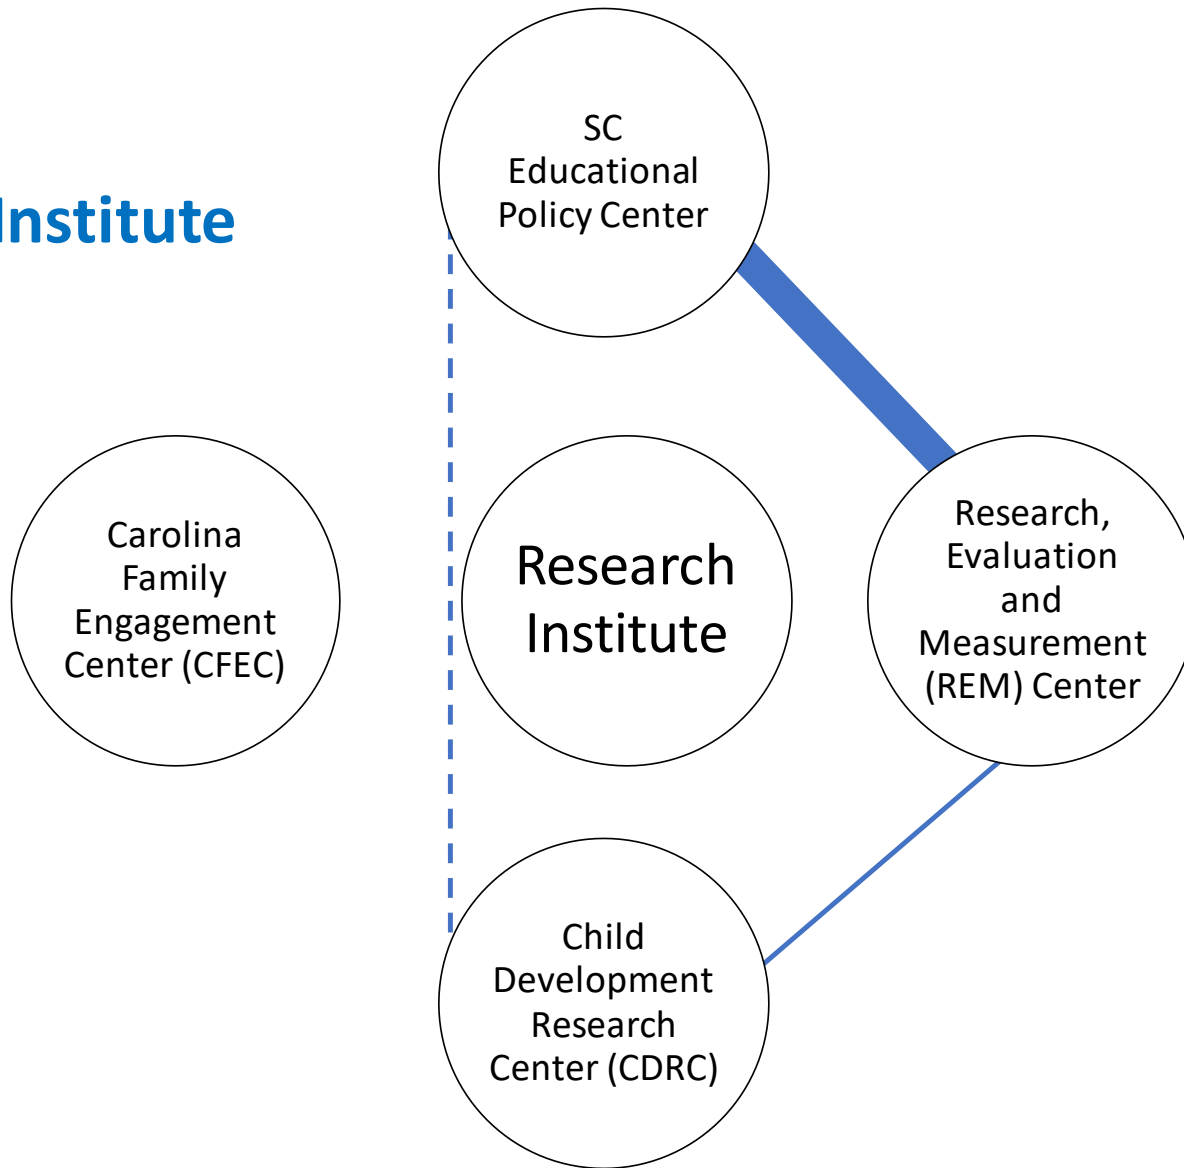 Institute
SC
Educational
Policy Center
Carolina
Family
Engagement
Center (CFEC)
Research
Institute
Research,
Evaluation
and
Measurement
(REM) Center
Child
Development
Research
Center (CDRC)